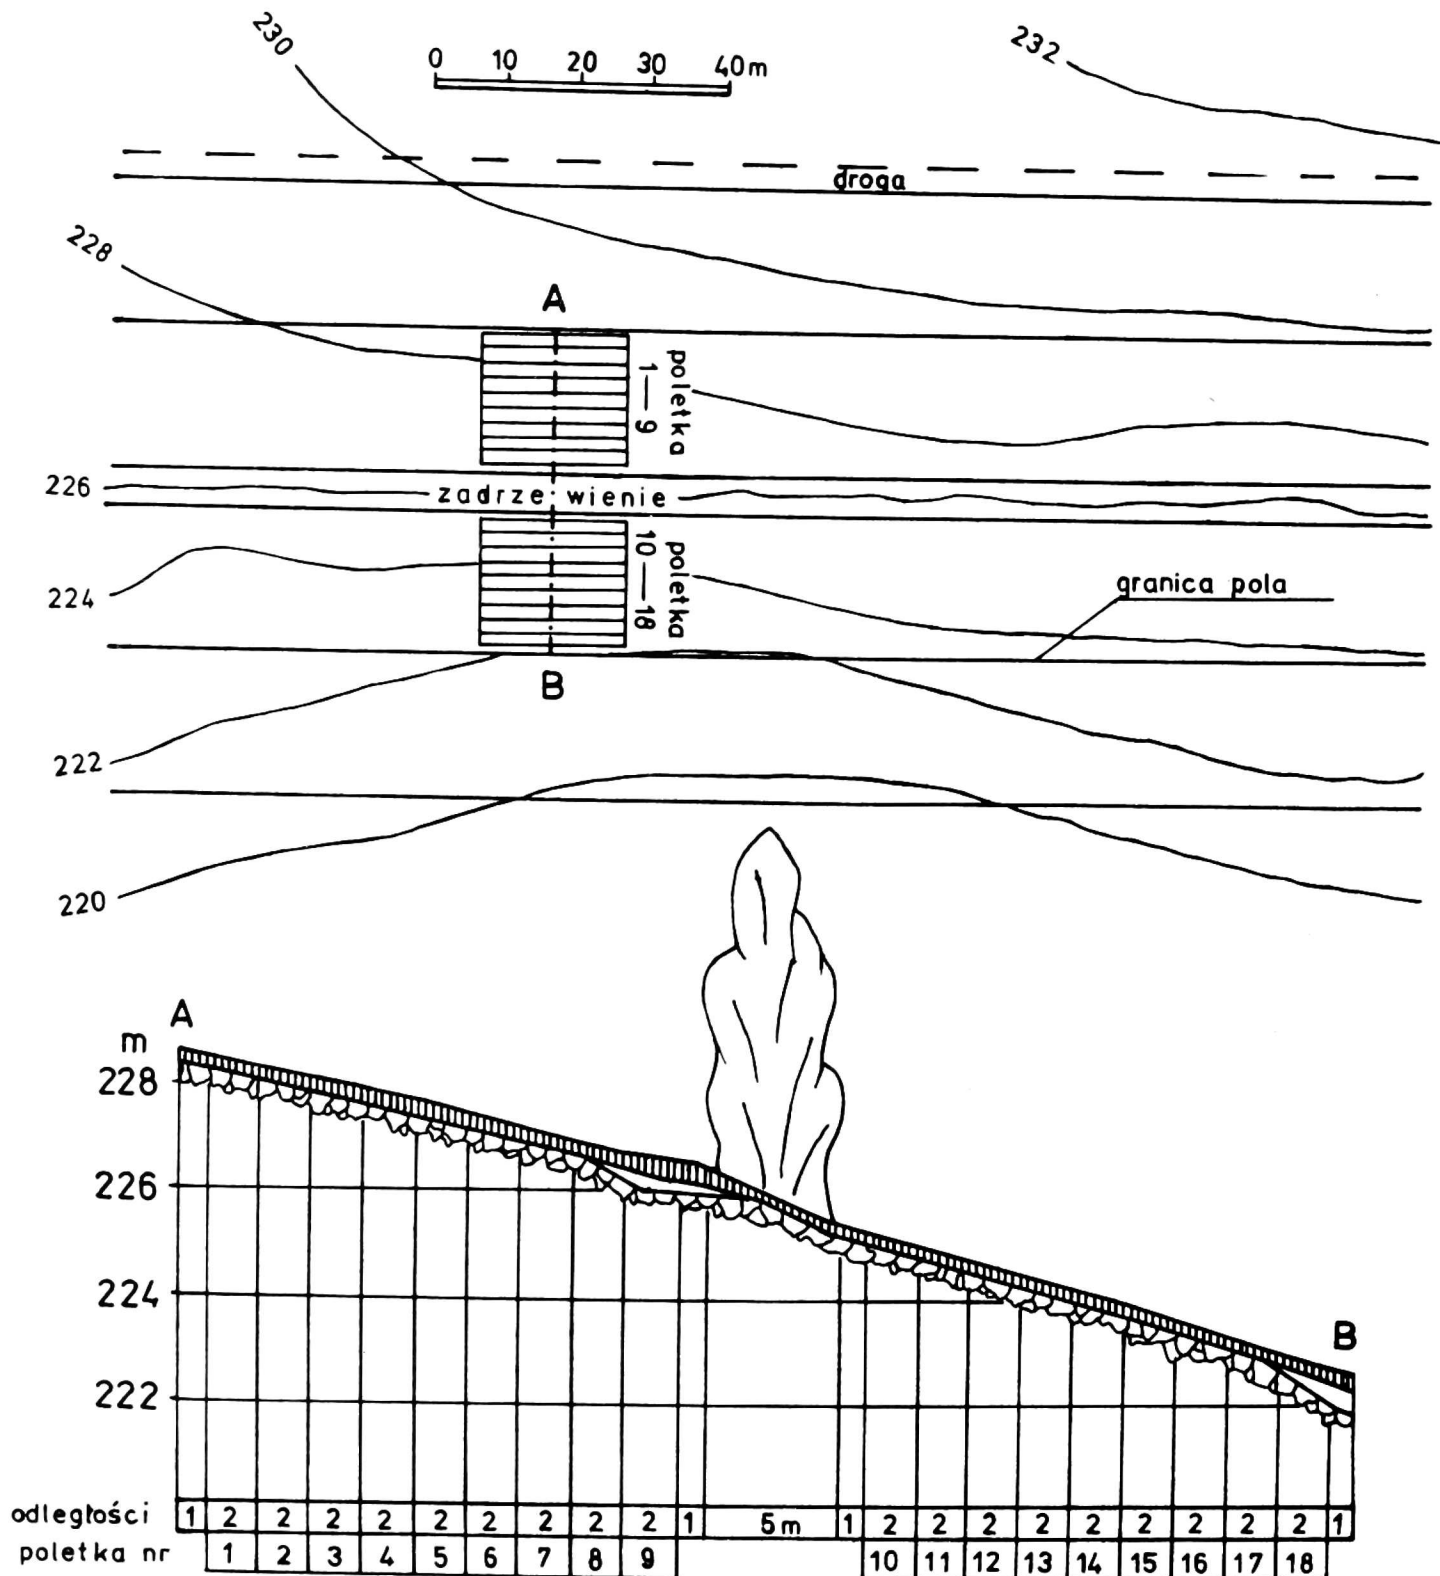 230
232
0 10 20 30 40m
droga
228
A
poletka
1—9
226
zadrzewienie
poletka
10—18
224
granica pola
B
222
220
A
m
228
226
224
B
222
odległości 1 2 2 2 2 2 2 2 2 2 1 5m 1 2 2 2 2 2 2 2 2 2 1
poletka nr 1 2 3 4 5 6 7 8 9 10 11 12 13 14 15 16 17 18